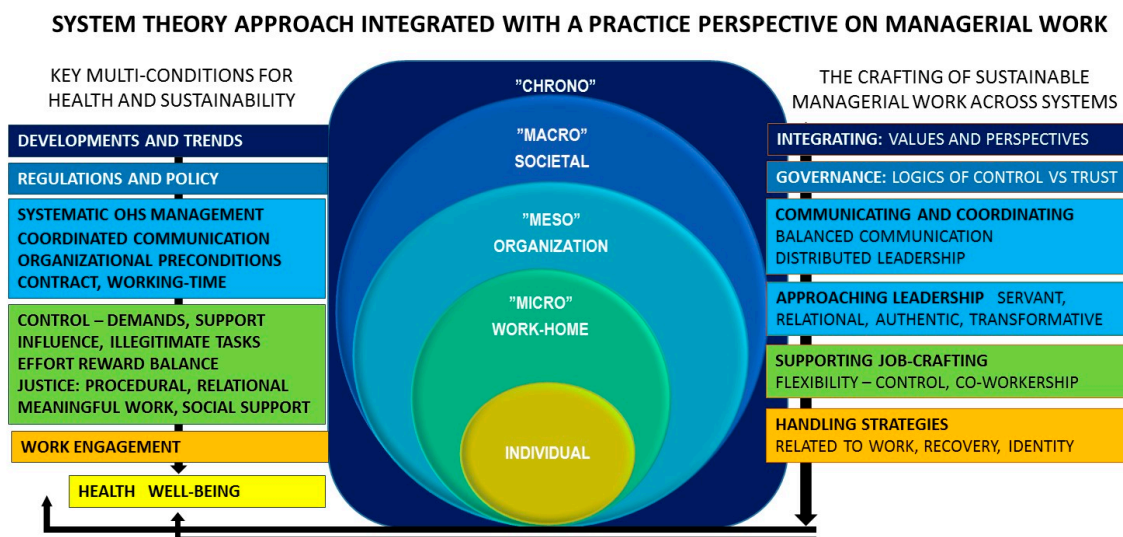 SYSTEM THEORY APPROACH INTEGRATED WITH A PRACTICE PERSPECTIVE ON MANAGERIAL WORK
KEY MULTI-CONDITIONS FOR
HEALTH AND SUSTAINABILITY
DEVELOPMENTS AND TRENDS
REGULATIONS AND POLICY
SYSTEMATIC OHS MANAGEMENT
COORDINATED COMMUNICATION
ORGANIZATIONAL PRECONDITIONS
CONTRACT, WORKING-TIME
CONTROL – DEMANDS, SUPPORT
INFLUENCE, ILLEGITIMATE TASKS
EFFORT REWARD BALANCE
JUSTICE: PROCEDURAL, RELATIONAL
MEANINGFUL WORK, SOCIAL SUPPORT
WORK ENGAGEMENT
HEALTH WELL-BEING
”CHRONO”
”MACRO”
SOCIETAL
”MESO”
ORGANIZATION
”MICRO”
WORK-HOME
INDIVIDUAL
THE CRAFTING OF SUSTAINABLE
MANAGERIAL WORK ACROSS SYSTEMS
INTEGRATING: VALUES AND PERSPECTIVES
GOVERNANCE: LOGICS OF CONTROL VS TRUST
COMMUNICATING AND COORDINATING
BALANCED COMMUNICATION
DISTRIBUTED LEADERSHIP
APPROACHING LEADERSHIP SERVANT,
RELATIONAL, AUTHENTIC, TRANSFORMATIVE
SUPPORTING JOB-CRAFTING
FLEXIBILITY – CONTROL, CO-WORKERSHIP
HANDLING STRATEGIES
RELATED TO WORK, RECOVERY, IDENTITY